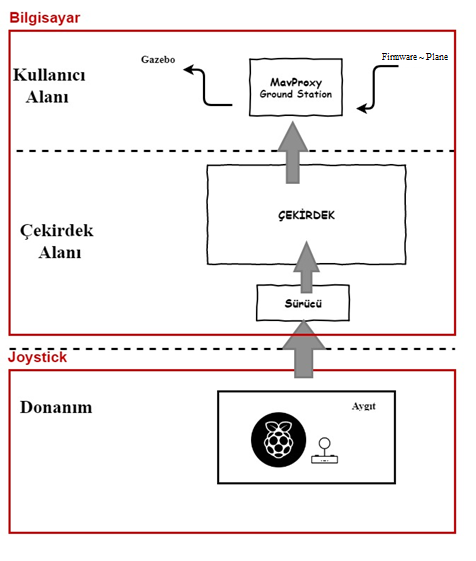 Bilgisayar
Kullanıcı
Alanı
Gazebo
MavProxy
Ground Station
Firmware ~ Plane
Çekirdek
Alanı
ÇEKİRDEK
Sürücü
Joystick
Donanım
Aygıt